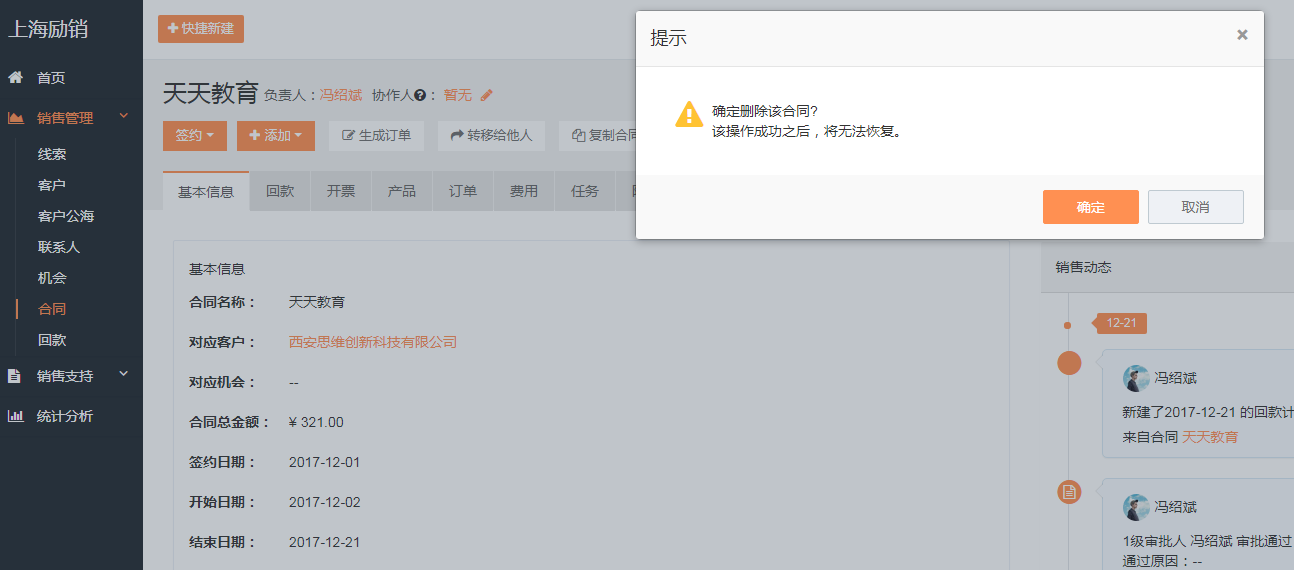 上海励销
首页
销售管理
线索
客户
客户公海
联系人
机会
合同
回款
销售支持
统计分析
快捷新建
天天教育 负责人：冯绍斌 协作人?： 暂无
签约 添加 生成订单 转移给他人 复制合同
基本信息 回款 开票 产品 订单 费用 任务
提示 ×
确定删除该合同?
该操作成功之后，将无法恢复。
确定 取消
基本信息
合同名称： 天天教育
对应客户： 西安思维创新科技有限公司
对应机会： --
合同总金额： ¥ 321.00
签约日期： 2017-12-01
开始日期： 2017-12-02
结束日期： 2017-12-21
销售动态
12-21
冯绍斌
新建了2017-12-21 的回款计
来自合同 天天教育
冯绍斌
1级审批人 冯绍斌 审批通过
通过原因：--